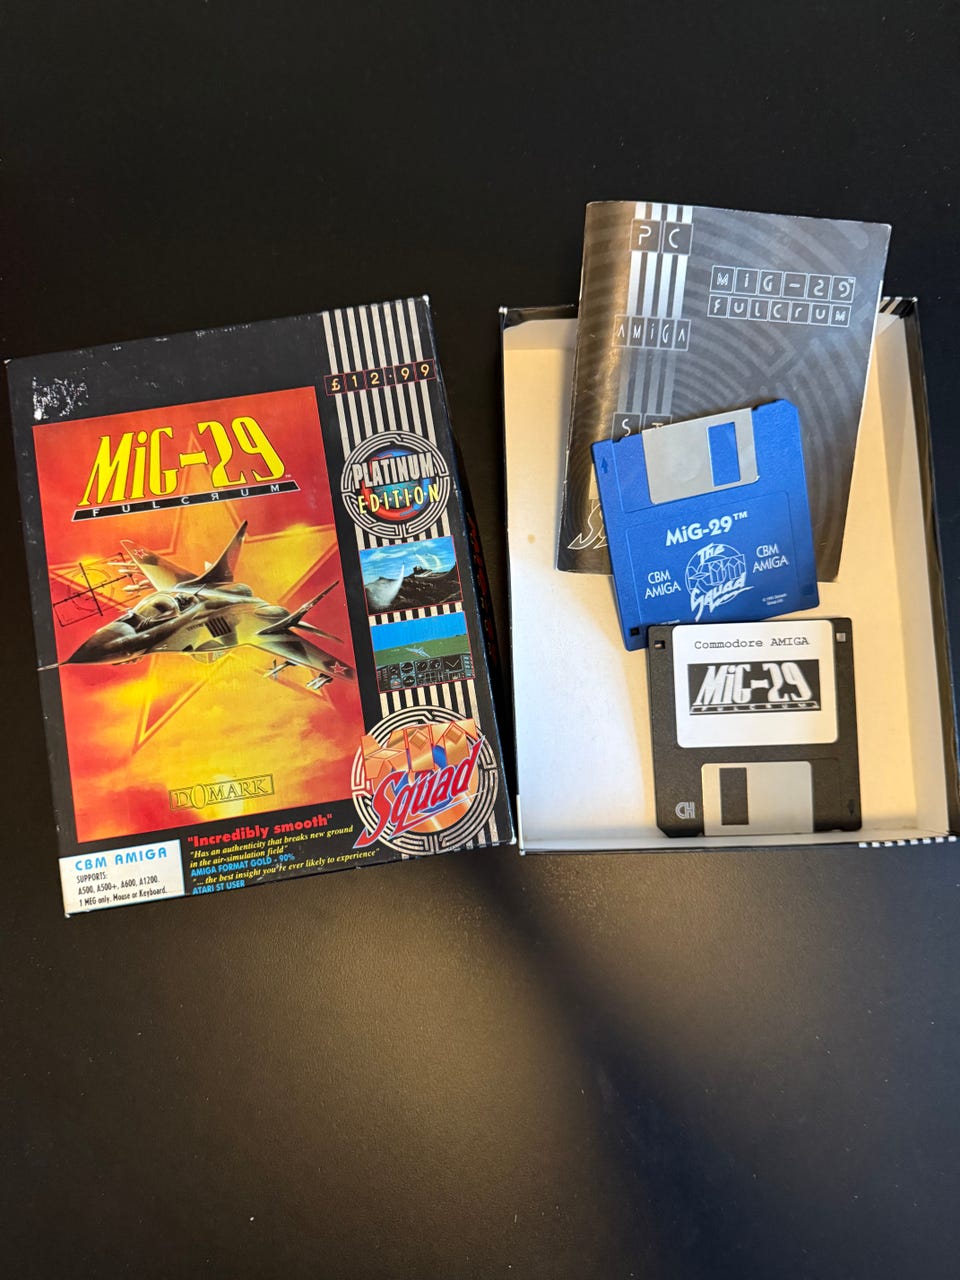 £12.99
MiG-29™
FULCRUM
PLATINUM
EDITION
DOMARK
Squad
"Incredibly smooth"
"Has an authenticity that breaks new ground
in the air-simulation field"
AMIGA FORMAT GOLD - 90%
"... the best insight you're ever likely to experience"
ATARI ST USER
CBM AMIGA
SUPPORTS:
A500, A500+, A600, A1200.
1 MEG only. Mouse or Keyboard.
PC
MiG-29™
FULCRUM
AMIGA
ST
MiG-29™
The
Squad
CBM
AMIGA
CBM
AMIGA
Commodore AMIGA
MiG-29
FULCRUM